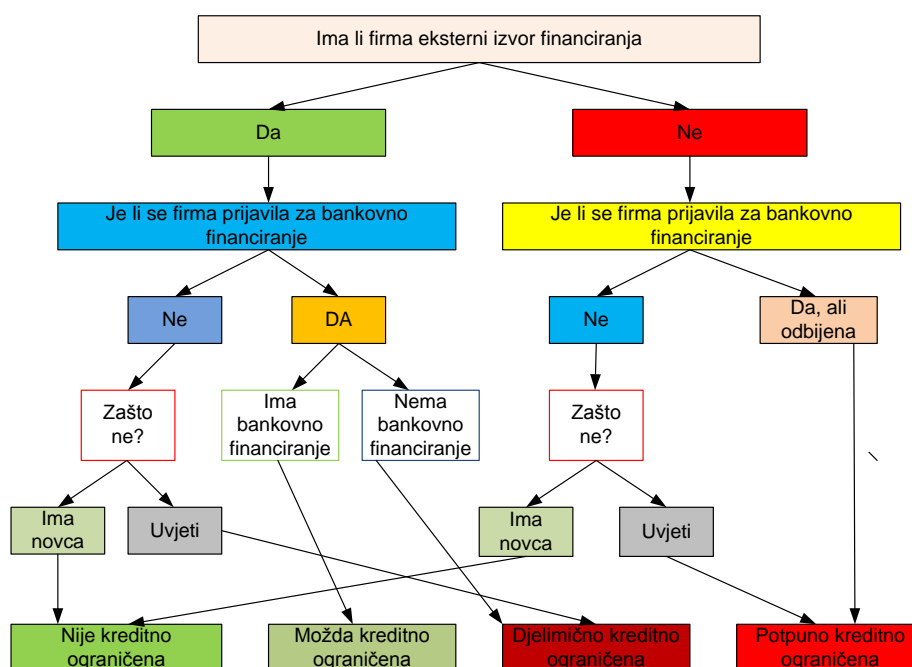 Ima li firma eksterni izvor financiranja
Da
Ne
Je li se firma prijavila za bankovno
financiranje
Je li se firma prijavila za bankovno
financiranje
Ne
DA
Ne
Da, ali
odbijena
Zašto
ne?
Ima
bankovno
financiranje
Nema
bankovno
financiranje
Zašto
ne?
Ima
novca
Uvjeti
Ima
novca
Uvjeti
Nije kreditno
ograničena
Možda kreditno
ograničena
Djelimično kreditno
ograničena
Potpuno kreditno
ograničena